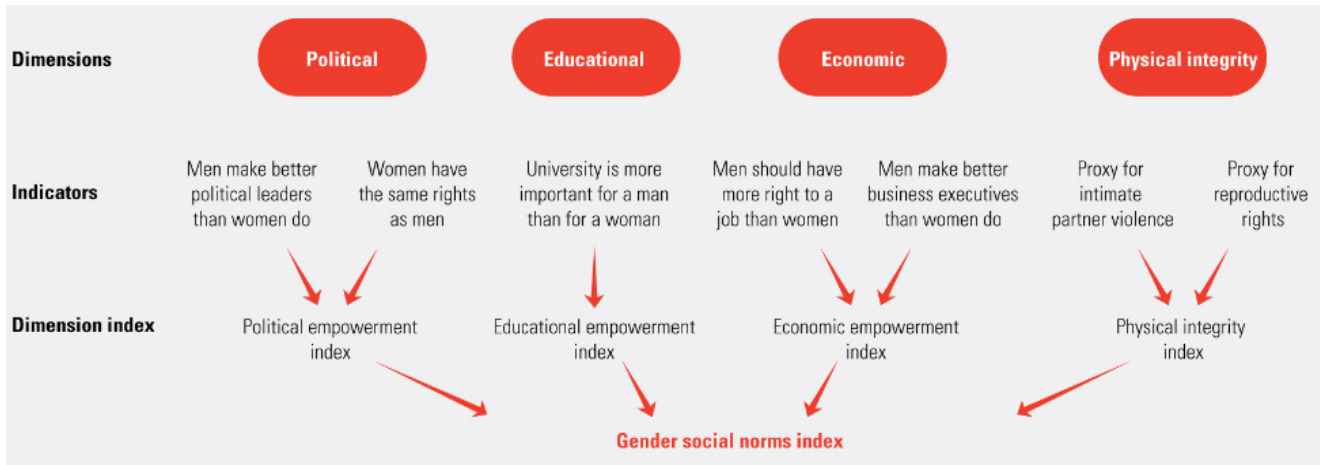 Dimensions
Political
Educational
Economic
Physical integrity
Indicators
Men make better
political leaders
than women do
Women have
the same rights
as men
University is more
important for a man
than for a woman
Men should have
more right to a
job than women
Men make better
business executives
than women do
Proxy for
intimate
partner violence
Proxy for
reproductive
rights
Dimension index
Political empowerment
index
Educational empowerment
index
Economic empowerment
index
Physical integrity
index
Gender social norms index